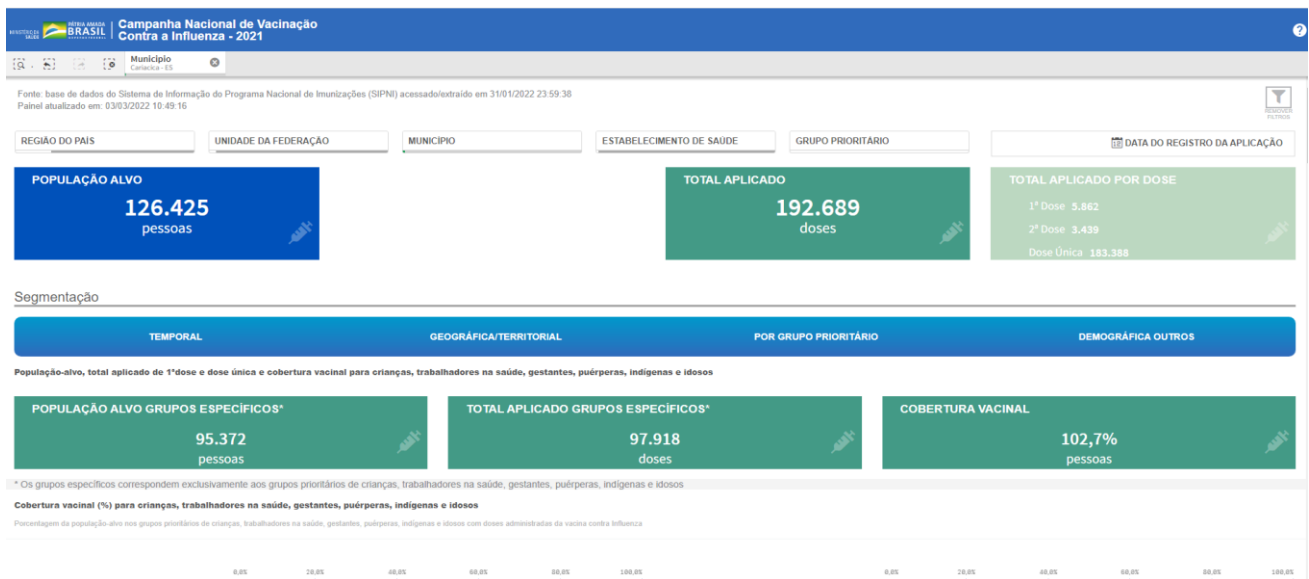 PÁTRIA AMADA
BRASIL
Campanha Nacional de Vacinação
Contra a Influenza - 2021
?
Município
Cariacica - ES
Fonte: base de dados do Sistema de Informação do Programa Nacional de Imunizações (SIPNI) acessado/extraído em 31/01/2022 23:59:38
Painel atualizado em: 03/03/2022 10:49:16
REMOVER
FILTROS
REGIÃO DO PAÍS
UNIDADE DA FEDERAÇÃO
MUNICÍPIO
ESTABELECIMENTO DE SAÚDE
GRUPO PRIORITÁRIO
DATA DO REGISTRO DA APLICAÇÃO
POPULAÇÃO ALVO
126.425
pessoas
TOTAL APLICADO
192.689
doses
TOTAL APLICADO POR DOSE
1ª Dose 5.862
2ª Dose 3.439
Dose Única 183.388
Segmentação
TEMPORAL
GEOGRÁFICA/TERRITORIAL
POR GRUPO PRIORITÁRIO
DEMOGRÁFICA OUTROS
População-alvo, total aplicado de 1ªdose e dose única e cobertura vacinal para crianças, trabalhadores na saúde, gestantes, puérperas, indígenas e idosos
POPULAÇÃO ALVO GRUPOS ESPECÍFICOS*
95.372
pessoas
TOTAL APLICADO GRUPOS ESPECÍFICOS*
97.918
doses
COBERTURA VACINAL
102,7%
pessoas
* Os grupos específicos correspondem exclusivamente aos grupos prioritários de crianças, trabalhadores na saúde, gestantes, puérperas, indígenas e idosos
Cobertura vacinal (%) para crianças, trabalhadores na saúde, gestantes, puérperas, indígenas e idosos
Porcentagem da população-alvo nos grupos prioritários de crianças, trabalhadores na saúde, gestantes, puérperas, indígenas e idosos com doses administradas da vacina contra Influenza
0,0% 20,0% 40,0% 60,0% 80,0% 100,0%
0,0% 20,0% 40,0% 60,0% 80,0% 100,0%